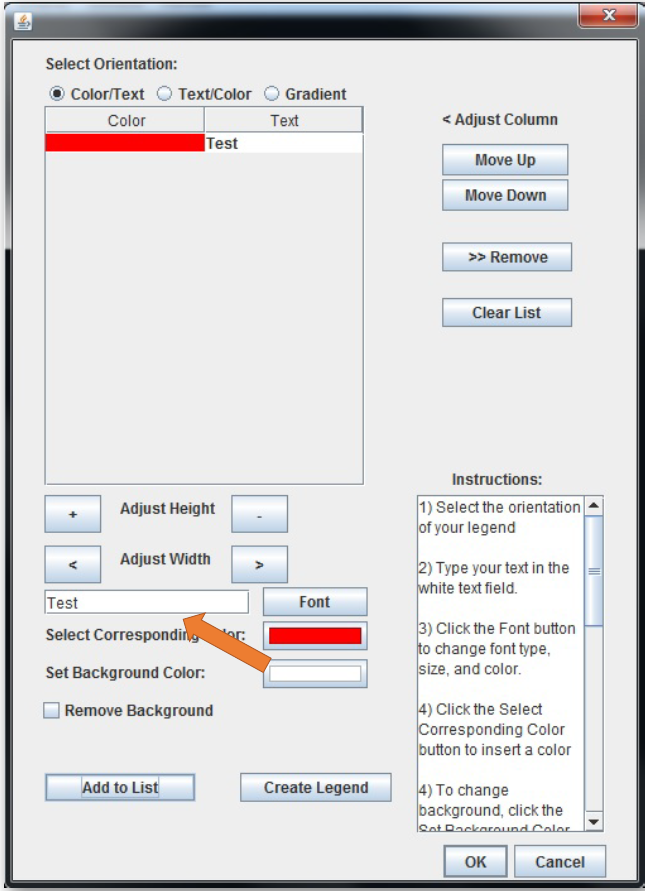 x
Select Orientation:
Color/Text Text/Color Gradient
Color Text
Test
< Adjust Column
Move Up
Move Down
>> Remove
Clear List
+ Adjust Height -
< Adjust Width >
Test Font
Select Corresponding Color:
Set Background Color:
Remove Background
Add to List Create Legend
Instructions:
1) Select the orientation
of your legend
2) Type your text in the
white text field.
3) Click the Font button
to change font type,
size, and color.
4) Click the Select
Corresponding Color
button to insert a color
4) To change
background, click the
Set Background Color
OK Cancel